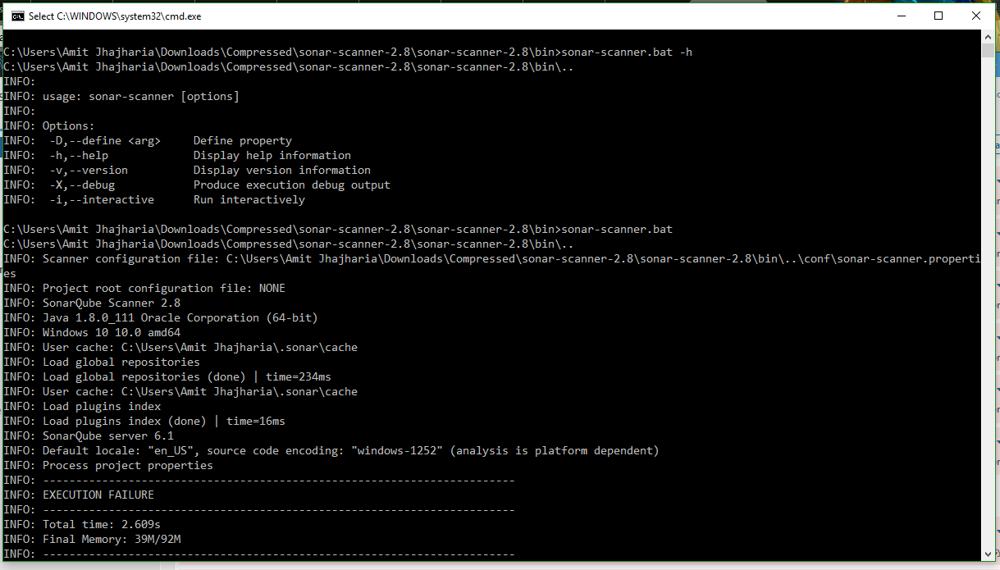 Select C:\WINDOWS\system32\cmd.exe
C:\Users\Amit Jhajharia\Downloads\Compressed\sonar-scanner-2.8\sonar-scanner-2.8\bin>sonar-scanner.bat -h
C:\Users\Amit Jhajharia\Downloads\Compressed\sonar-scanner-2.8\sonar-scanner-2.8\bin\..
INFO:
INFO: usage: sonar-scanner [options]
INFO:
INFO: Options:
INFO:  -D,--define <arg>     Define property
INFO:  -h,--help             Display help information
INFO:  -v,--version          Display version information
INFO:  -X,--debug            Produce execution debug output
INFO:  -i,--interactive      Run interactively
C:\Users\Amit Jhajharia\Downloads\Compressed\sonar-scanner-2.8\sonar-scanner-2.8\bin>sonar-scanner.bat
C:\Users\Amit Jhajharia\Downloads\Compressed\sonar-scanner-2.8\sonar-scanner-2.8\bin\..
INFO: Scanner configuration file: C:\Users\Amit Jhajharia\Downloads\Compressed\sonar-scanner-2.8\sonar-scanner-2.8\bin\..\conf\sonar-scanner.properti
es
INFO: Project root configuration file: NONE
INFO: SonarQube Scanner 2.8
INFO: Java 1.8.0_111 Oracle Corporation (64-bit)
INFO: Windows 10 10.0 amd64
INFO: User cache: C:\Users\Amit Jhajharia\.sonar\cache
INFO: Load global repositories
INFO: Load global repositories (done) | time=234ms
INFO: User cache: C:\Users\Amit Jhajharia\.sonar\cache
INFO: Load plugins index
INFO: Load plugins index (done) | time=16ms
INFO: SonarQube server 6.1
INFO: Default locale: "en_US", source code encoding: "windows-1252" (analysis is platform dependent)
INFO: Process project properties
INFO: ------------------------------------------------------------------------
INFO: EXECUTION FAILURE
INFO: ------------------------------------------------------------------------
INFO: Total time: 2.609s
INFO: Final Memory: 39M/92M
INFO: ------------------------------------------------------------------------